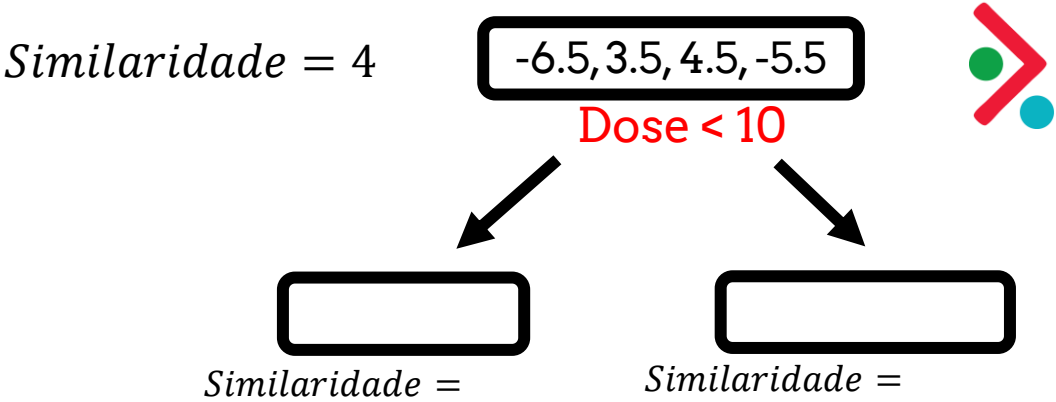 Similaridade = 4
-6.5, 3.5, 4.5, -5.5
Dose < 10
Similaridade =
Similaridade =